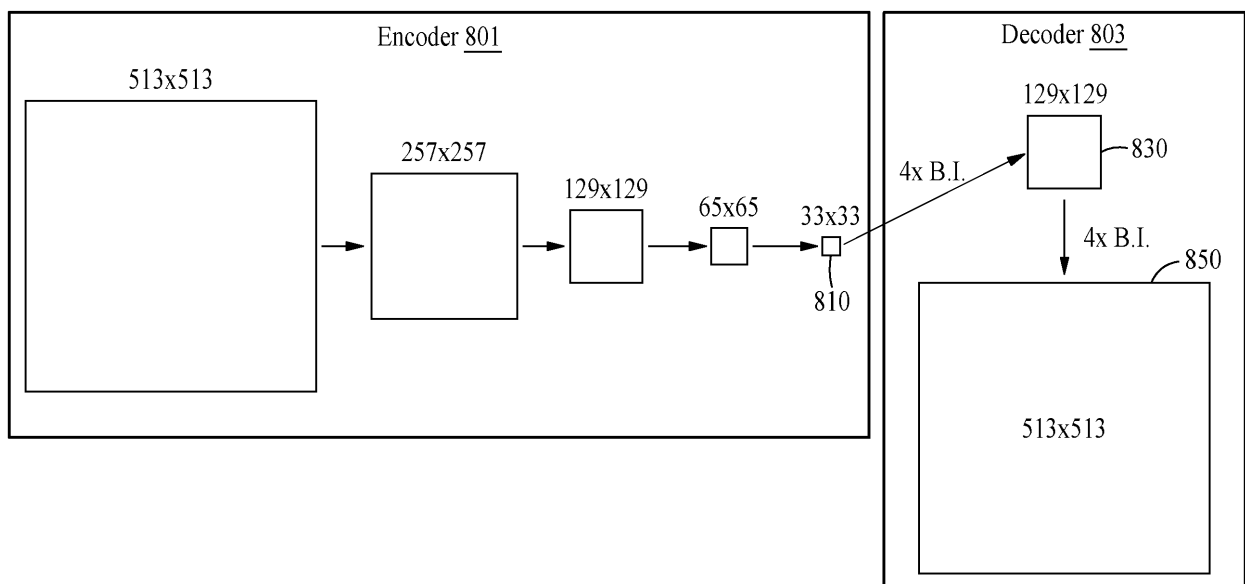 Encoder 801
513x513
257x257
129x129
65x65
33x33
810
Decoder 803
129x129
830
4x B.I.
4x B.I.
850
513x513